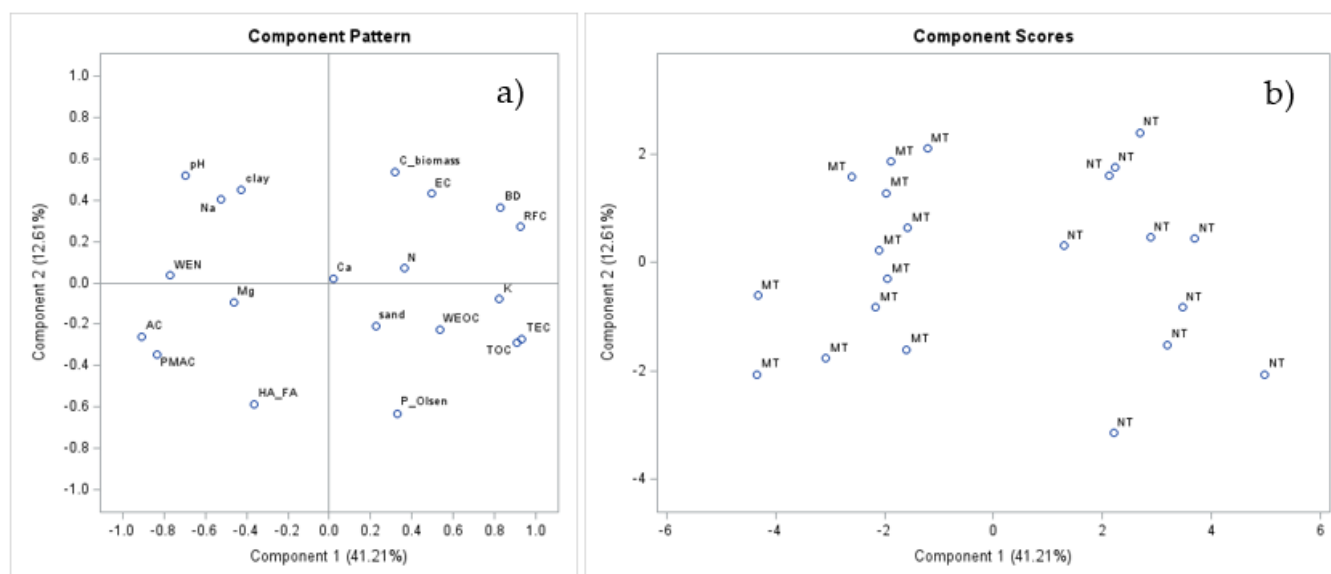 Component Pattern
a)
Component 2 (12.61%)
1.0
0.8
0.6
0.4
0.2
0.0
-0.2
-0.4
-0.6
-0.8
-1.0
pH
clay
Na
C_biomass
EC
BD
RFC
WEN
Ca
N
Mg
K
AC
sand
WEOC
TEC
TOC
PMAC
HA_FA
P_Olsen
-1.0 -0.8 -0.6 -0.4 -0.2 0.0 0.2 0.4 0.6 0.8 1.0
Component 1 (41.21%)
Component Scores
b)
Component 2 (12.61%)
2
0
-2
-4
NT
MT
MT
NT
NT
MT
MT
MT
NT
NT
NT
MT
MT
MT
MT
NT
MT
NT
MT
MT
NT
NT
-6 -4 -2 0 2 4 6
Component 1 (41.21%)